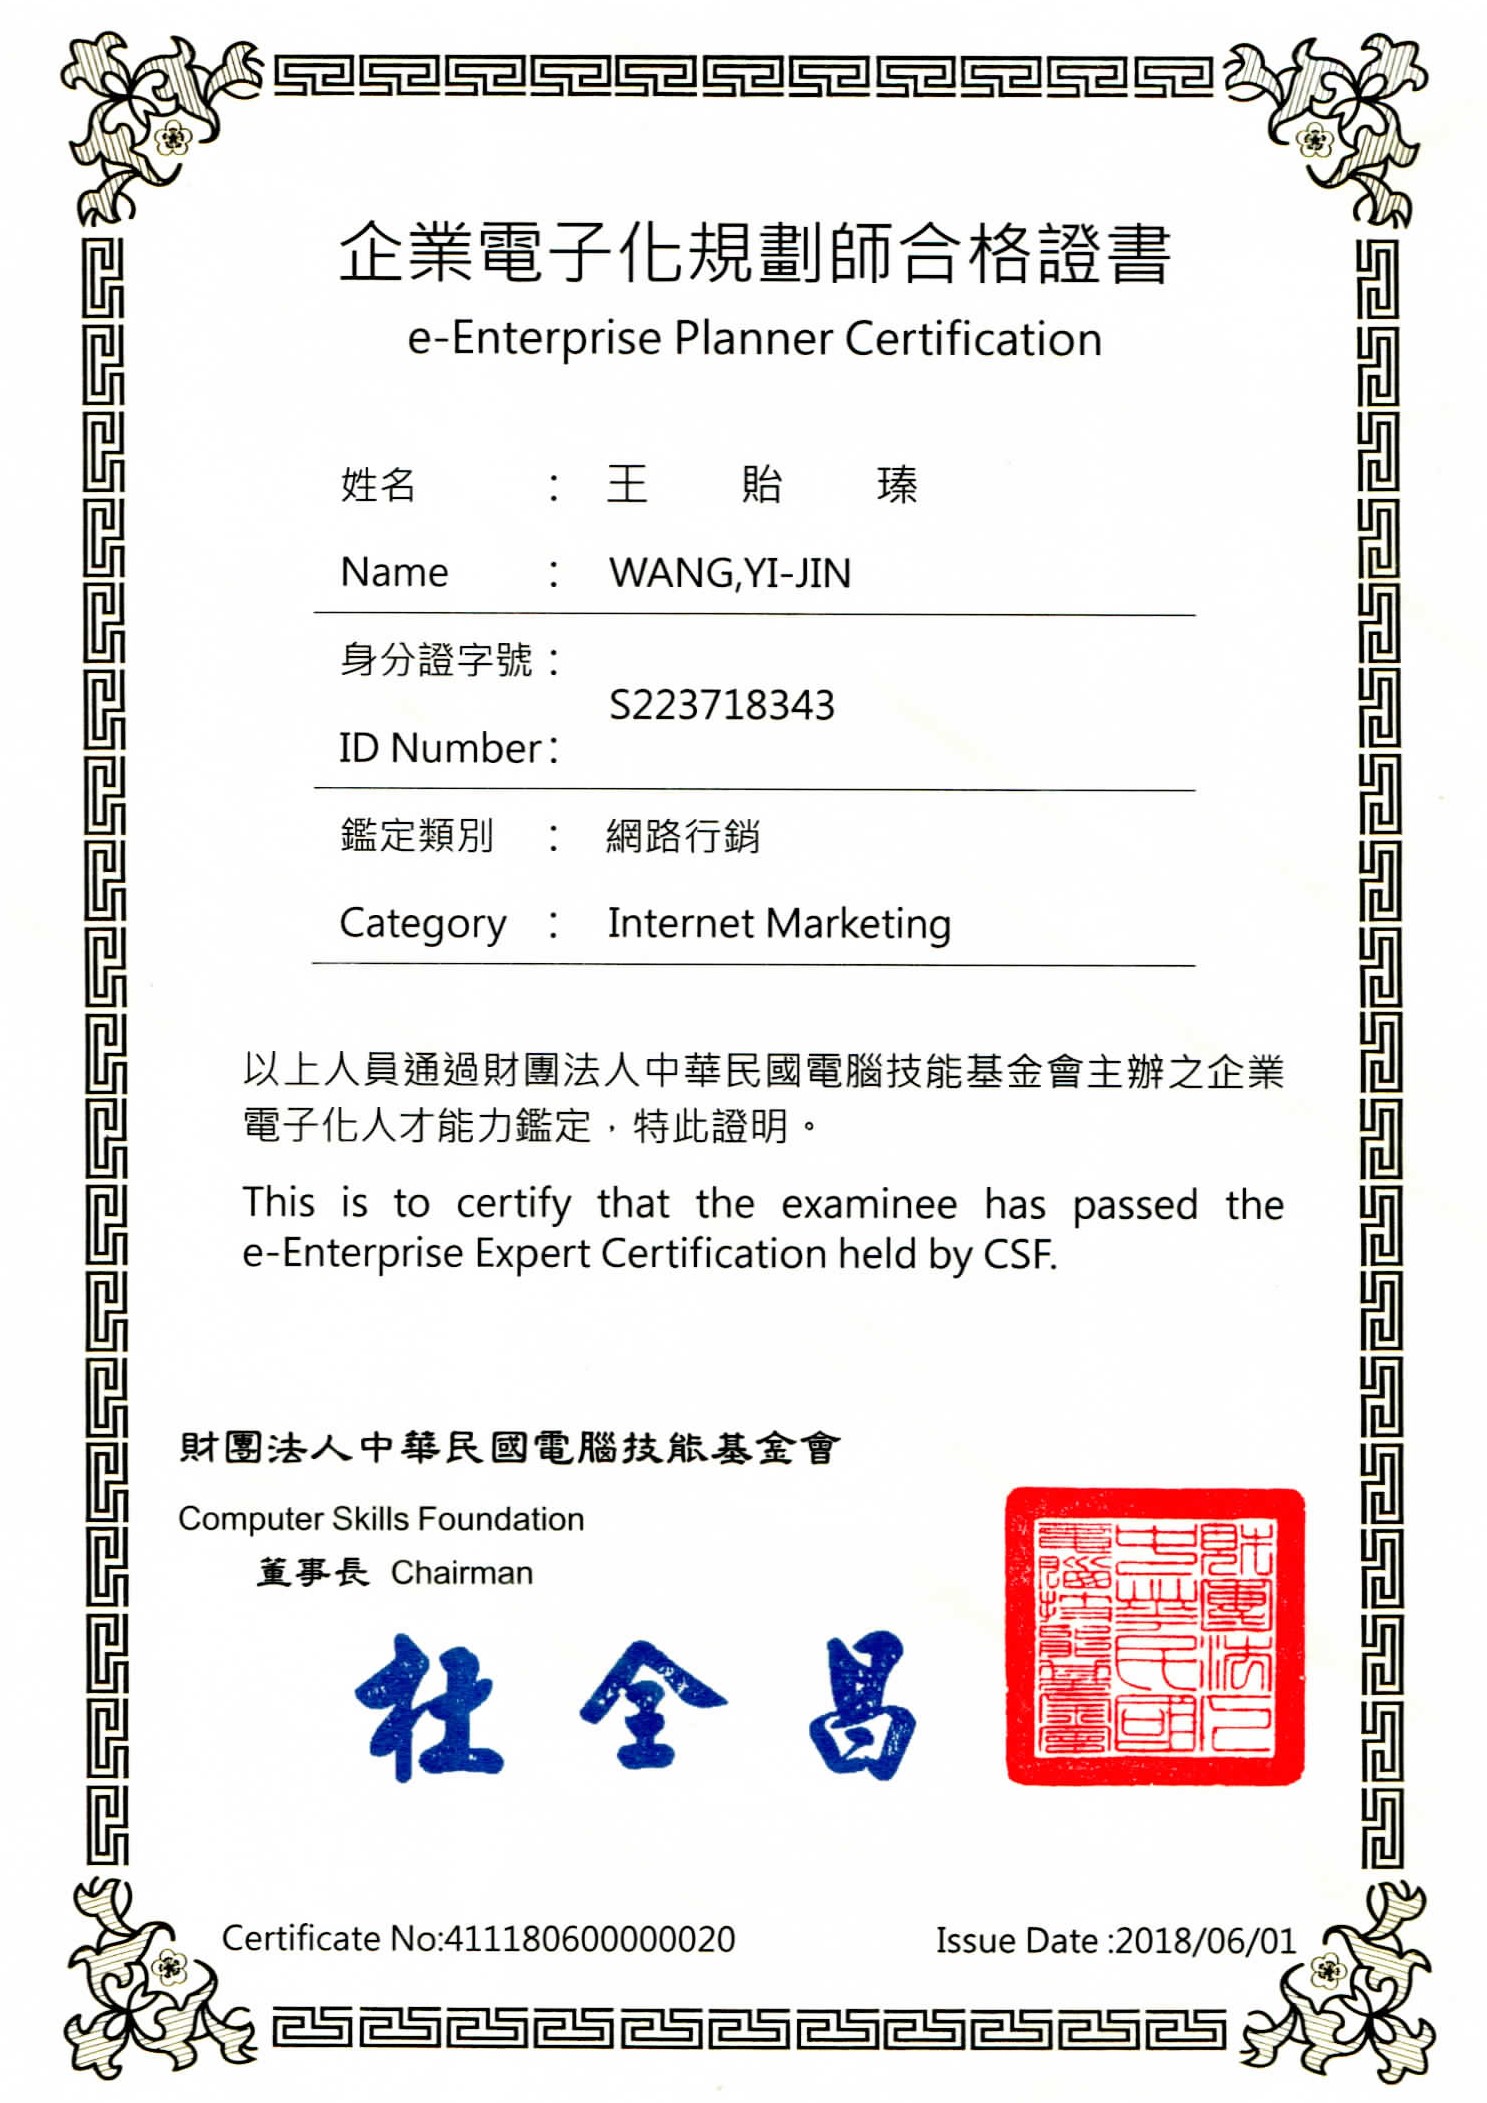 企業電子化規劃師合格證書
e-Enterprise Planner Certification
姓名 : 王 貽 瑧
Name : WANG,YI-JIN
身分證字號：
S223718343
ID Number:
鑑定類別 : 網路行銷
Category : Internet Marketing
以上人員通過財團法人中華民國電腦技能基金會主辦之企業
電子化人才能力鑑定，特此證明。
This is to certify that the examinee has passed the
e-Enterprise Expert Certification held by CSF.
財團法人中華民國電腦技能基金會
Computer Skills Foundation
董事長 Chairman
杜全昌
財團法人
中華民國
電腦技能基金會
Certificate No:411180600000020
Issue Date :2018/06/01